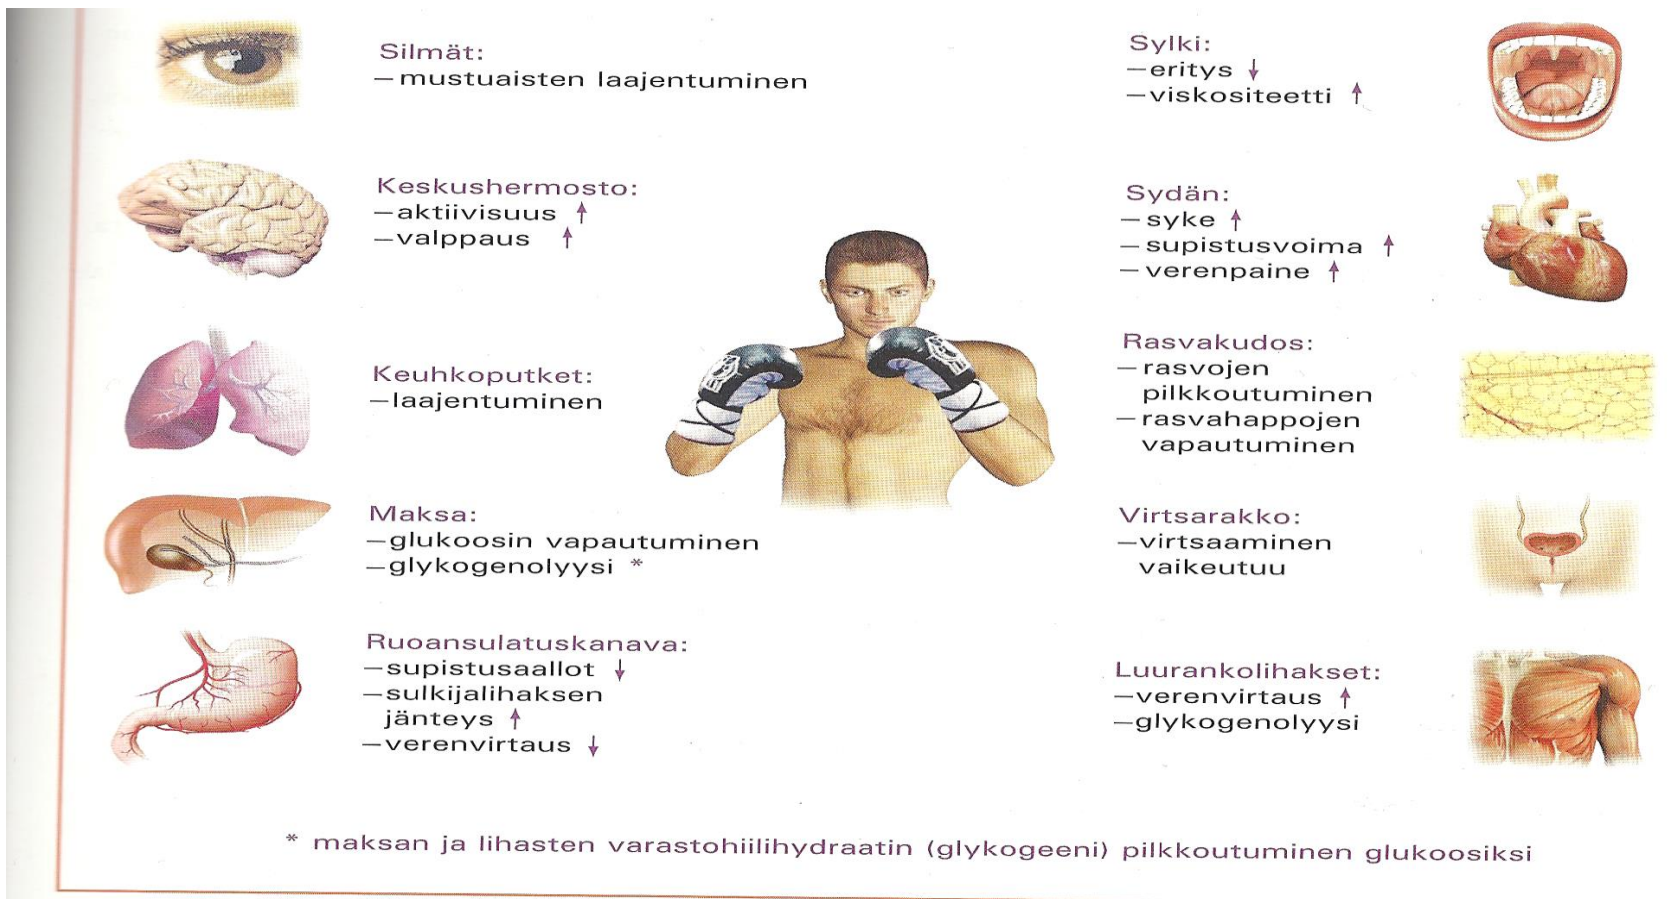 Silmät:
–mustuaisten laajentuminen
Keskushermosto:
–aktiivisuus ↑
–valppaus ↑
Keuhkoputket:
–laajentuminen
Maksa:
–glukoosin vapautuminen
–glykogenolyysi *
Ruoansulatuskanava:
–supistusaallot ↓
–sulkijalihaksen
jänteys ↑
–verenvirtaus ↓
Sylki:
–eritys ↓
–viskositeetti ↑
Sydän:
–syke ↑
–supistusvoima ↑
–verenpaine ↑
Rasvakudos:
–rasvojen
pilkkoutuminen
–rasvahappojen
vapautuminen
Virtsarakko:
–virtsaaminen
vaikeutuu
Luurankolihakset:
–verenvirtaus ↑
–glykogenolyysi
* maksan ja lihasten varastohiilihydraatin (glykogeeni) pilkkoutuminen glukoosiksi